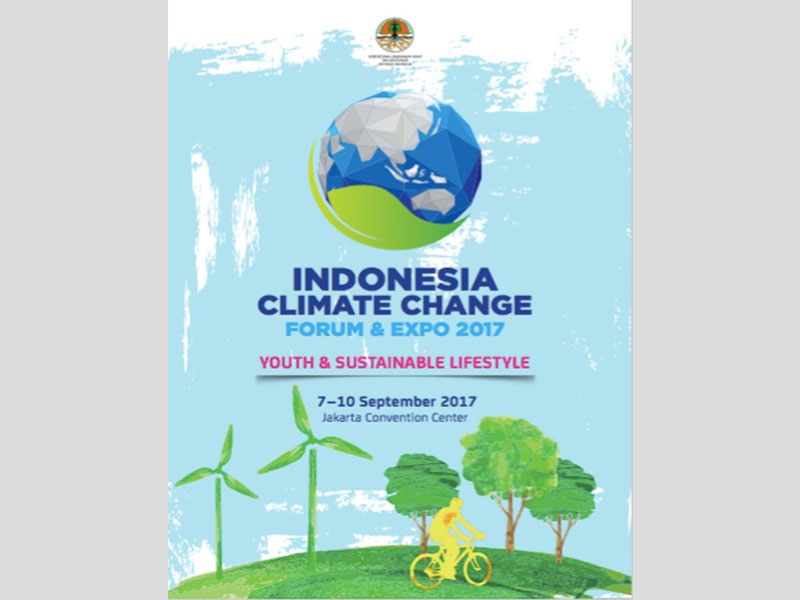 INDONESIA
CLIMATE CHANGE
FORUM & EXPO 2017
YOUTH & SUSTAINABLE LIFESTYLE
7–10 September 2017
Jakarta Convention Center